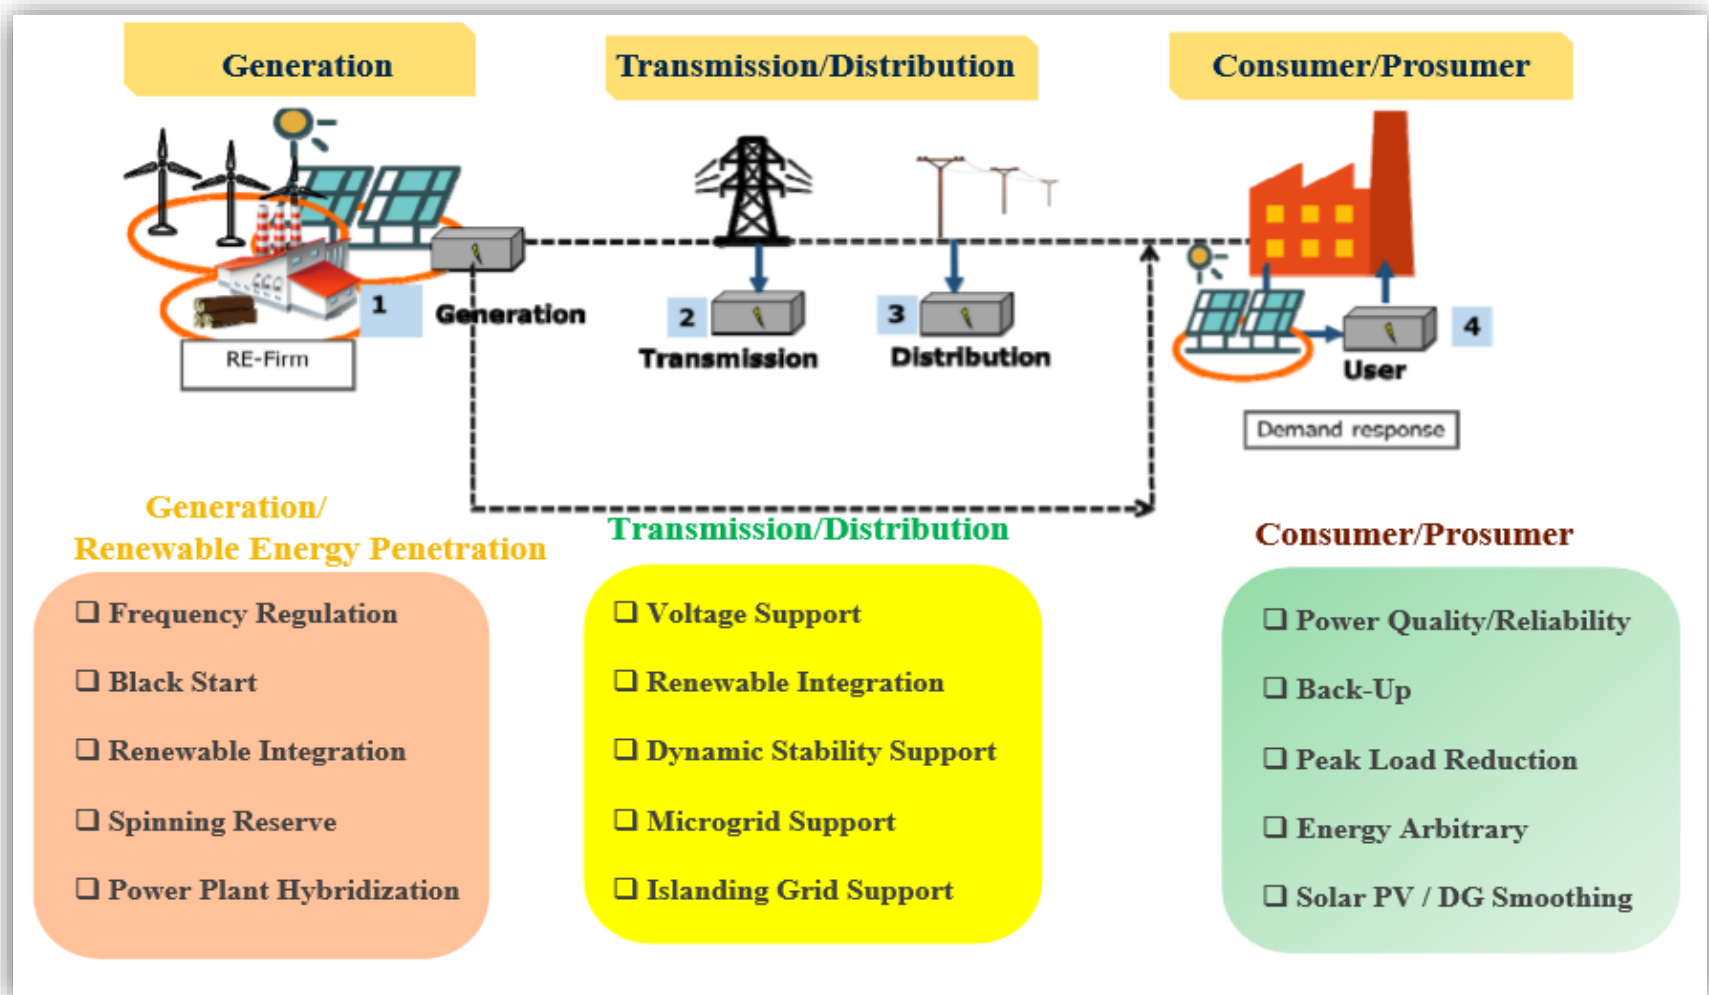 Generation
Transmission/Distribution
Consumer/Prosumer
1
Generation
RE-Firm
2
Transmission
3
Distribution
4
User
Demand response
Generation/
Renewable Energy Penetration
❑ Frequency Regulation
❑ Black Start
❑ Renewable Integration
❑ Spinning Reserve
❑ Power Plant Hybridization
Transmission/Distribution
❑ Voltage Support
❑ Renewable Integration
❑ Dynamic Stability Support
❑ Microgrid Support
❑ Islanding Grid Support
Consumer/Prosumer
❑ Power Quality/Reliability
❑ Back-Up
❑ Peak Load Reduction
❑ Energy Arbitrary
❑ Solar PV / DG Smoothing